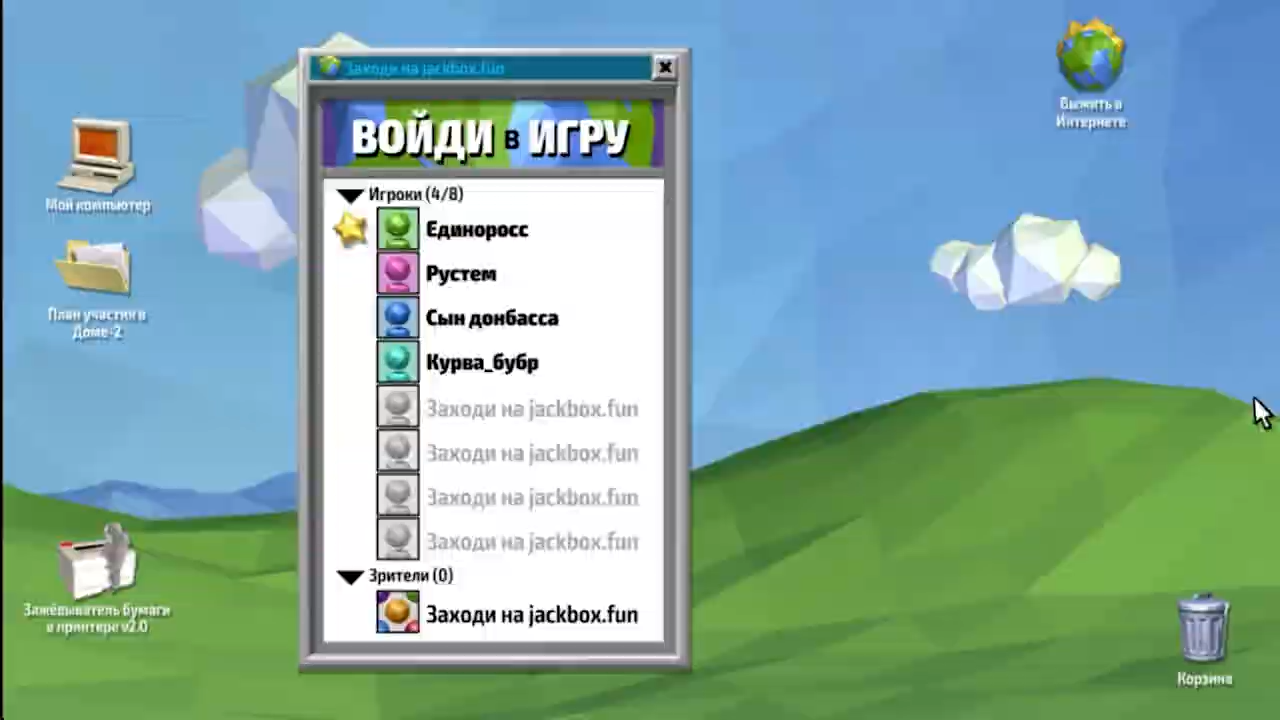 Заходи на jackbox.fun
ВОЙДИ в ИГРУ
Игроки (4/8)
Единоросс
Рустем
Сын донбасса
Курва_бубр
Заходи на jackbox.fun
Заходи на jackbox.fun
Заходи на jackbox.fun
Заходи на jackbox.fun
Зрители (0)
Заходи на jackbox.fun
Мой компьютер
План участия в
Доме-2
Зажёвыватель бумаги
в принтере v2.0
Выжить в
Интернете
Корзина